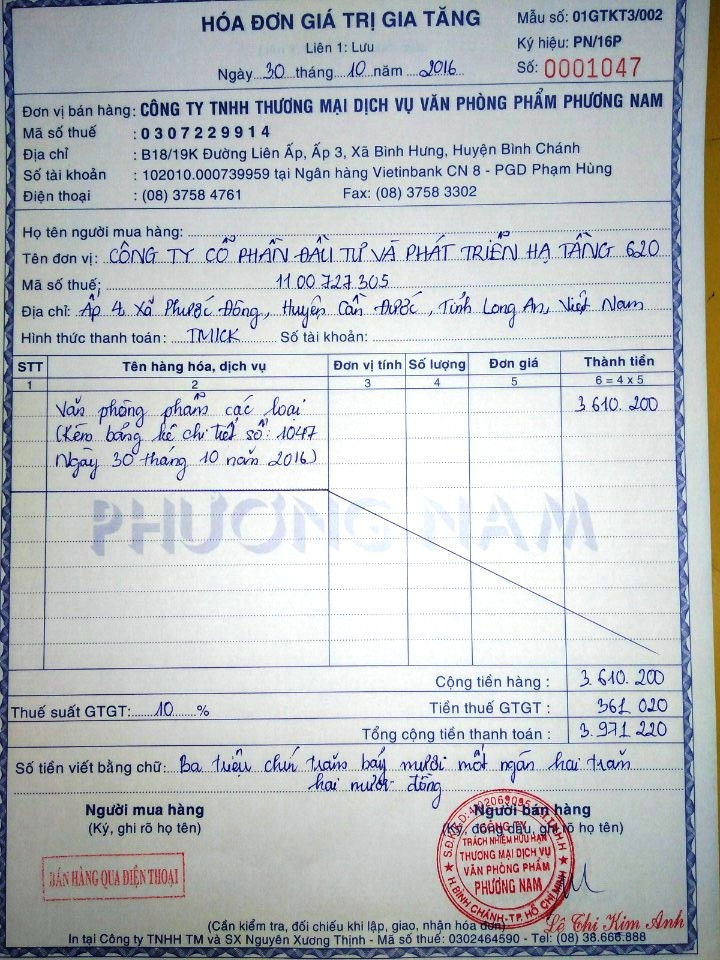 HÓA ĐƠN GIÁ TRỊ GIA TĂNG
Liên 1: Lưu
Ngày 30 tháng 10 năm 2016
Mẫu số: 01GTKT3/002
Ký hiệu: PN/16P
Số: 0001047
Đơn vị bán hàng: CÔNG TY TNHH THƯƠNG MẠI DỊCH VỤ VĂN PHÒNG PHẨM PHƯƠNG NAM
Mã số thuế : 0307229914
Địa chỉ : B18/19K Đường Liên Ấp, Ấp 3, Xã Bình Hưng, Huyện Bình Chánh
Số tài khoản : 102010.000739959 tại Ngân hàng Vietinbank CN 8 - PGD Phạm Hùng
Điện thoại : (08) 3758 4761 Fax: (08) 3758 3302
Họ tên người mua hàng:
Tên đơn vị: CÔNG TY CỔ PHẦN ĐẦU TƯ VÀ PHÁT TRIỂN HẠ TẦNG 620
Mã số thuế: 1100727305
Địa chỉ: Ấp 4 Xã Phước Đông, Huyện Cần Đước, Tỉnh Long An, Việt Nam
Hình thức thanh toán: TM/CK Số tài khoản:
STT Tên hàng hóa, dịch vụ Đơn vị tính Số lượng Đơn giá Thành tiền
1 2 3 4 5 6 = 4 x 5
Văn phòng phẩm các loại 3.610.200
(Kèm bảng kê chi tiết số: 1047
Ngày 30 tháng 10 năm 2016)
PHƯƠNG NAM
Cộng tiền hàng : 3.610.200
Thuế suất GTGT: 10 % Tiền thuế GTGT : 361 020
Tổng cộng tiền thanh toán : 3.971 220
Số tiền viết bằng chữ: Ba triệu chín trăm bảy mươi mốt ngàn hai trăm
hai mươi đồng
Người mua hàng Người bán hàng
(Ký, ghi rõ họ tên) (Ký, đóng dấu, ghi rõ họ tên)
CÔNG TY
TRÁCH NHIỆM HỮU HẠN
THƯƠNG MẠI DỊCH VỤ
VĂN PHÒNG PHẨM
PHƯƠNG NAM
H.BÌNH CHÁNH-TP.HỒ CHÍ MINH
BÁN HÀNG QUA ĐIỆN THOẠI
Lê Thị Kim Anh
(Cần kiểm tra, đối chiếu khi lập, giao, nhận hóa đơn)
In tại Công ty TNHH TM và SX Nguyên Xương Thịnh - Mã số thuế: 0302464590 - Tel: (08) 38.666.888